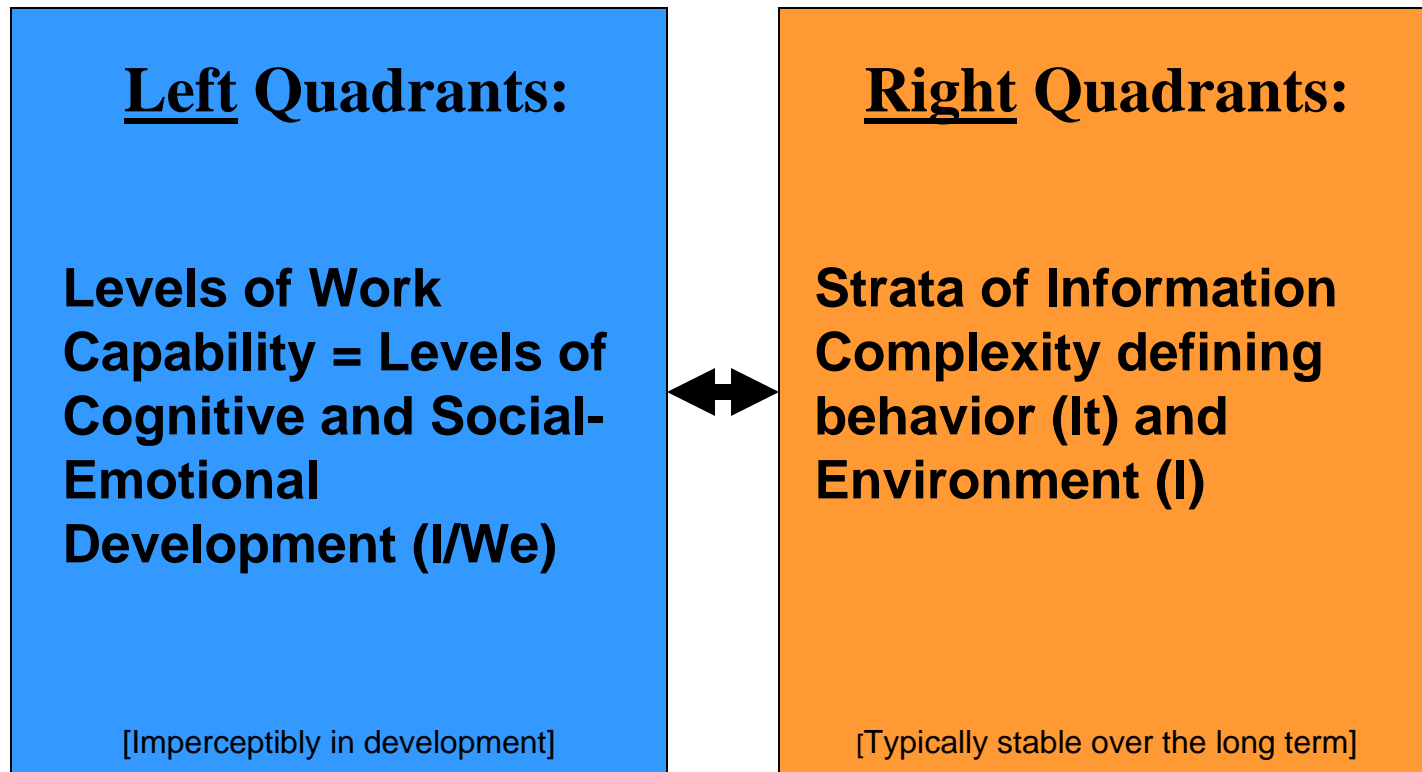 Left Quadrants:
Levels of Work
Capability = Levels of
Cognitive and Social-
Emotional
Development (I/We)
[Imperceptibly in development]
Right Quadrants:
Strata of Information
Complexity defining
behavior (It) and
Environment (I)
[Typically stable over the long term]